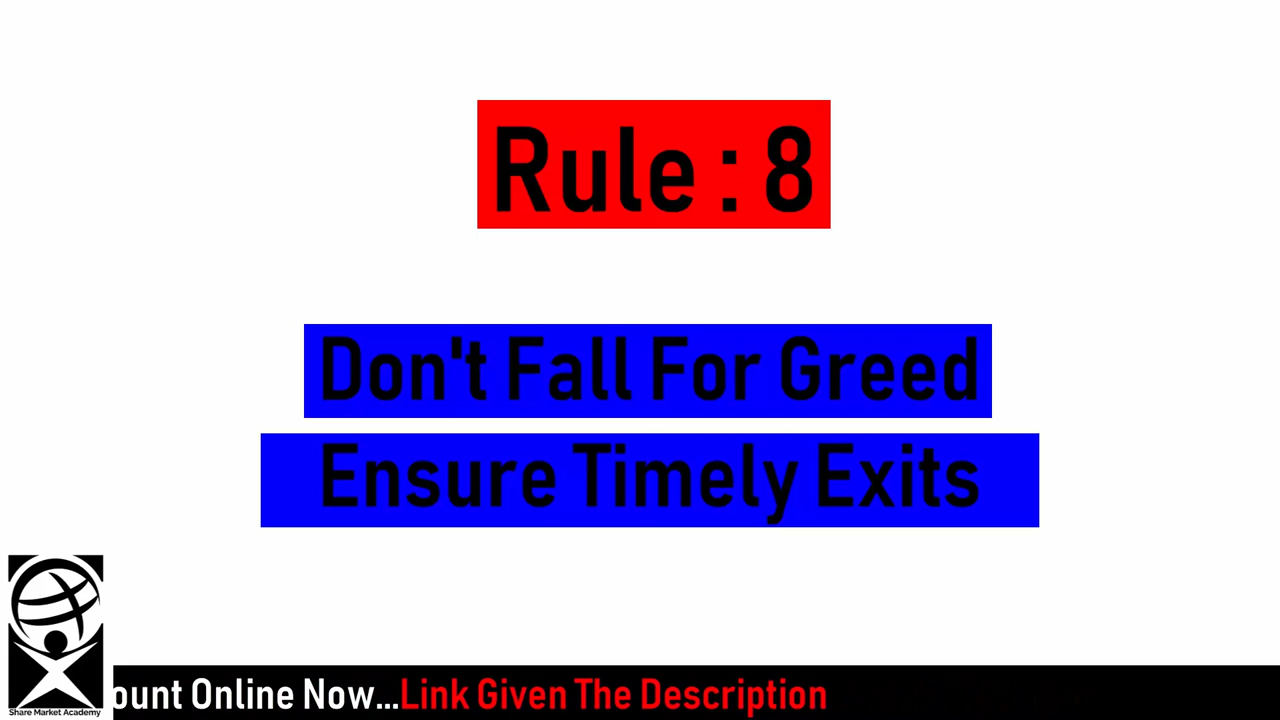 Rule : 8
Don't Fall For Greed
Ensure Timely Exits
ount Online Now...Link Given The Description
Share Market Academy